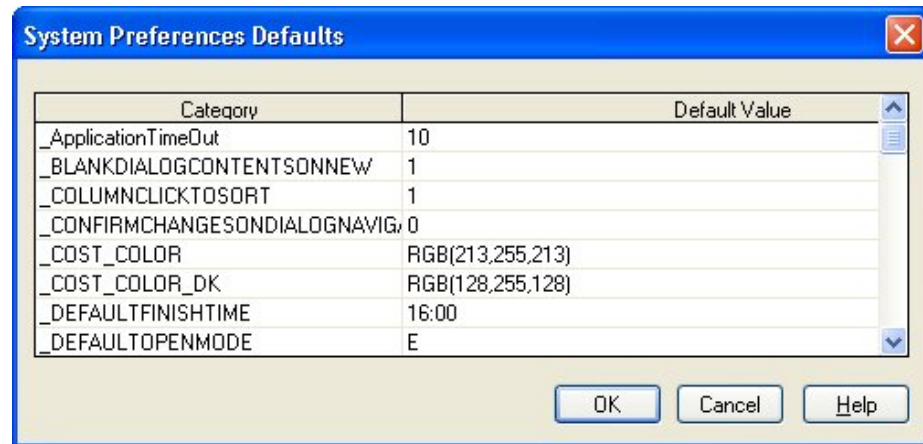 System Preferences Defaults
Category Default Value
_ApplicationTimeOut 10
_BLANKDIALOGCONTENTSONNEW 1
_COLUMNCLICKTOSORT 1
_CONFIRMCHANGESONDIALOGNAVIG 0
_COST_COLOR RGB(213,255,213)
_COST_COLOR_DK RGB(128,255,128)
_DEFAULTFINISHTIME 16:00
_DEFAULTOPENMODE E
OK Cancel Help